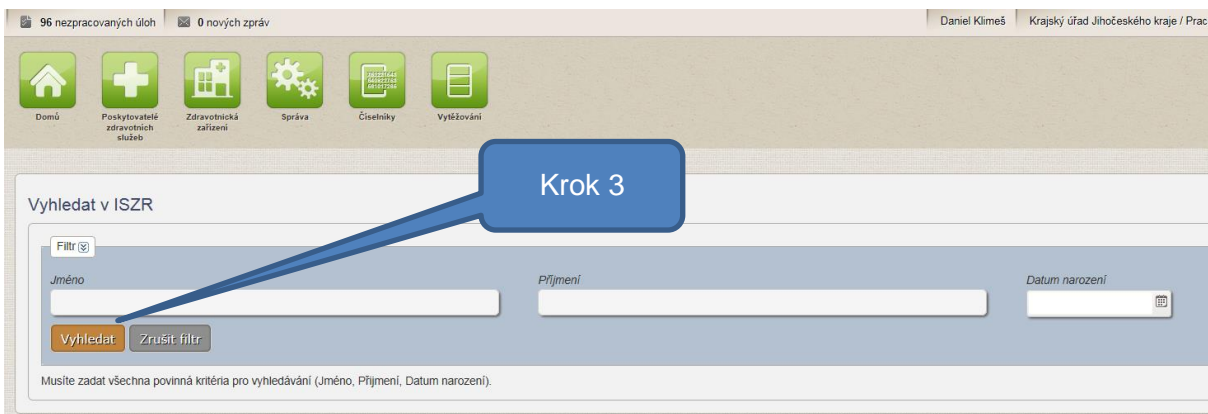 96 nezpracovaných úloh 0 nových zpráv Daniel Klimeš Krajský úřad Jihočeského kraje / Prac
Domů Poskytovatelé zdravotních služeb Zdravotnická zařízení Správa Číselníky Vytěžování
Krok 3
Vyhledat v ISZR
Filtr
Jméno Příjmení Datum narození
Vyhledat Zrušit filtr
Musíte zadat všechna povinná kritéria pro vyhledávání (Jméno, Příjmení, Datum narození).